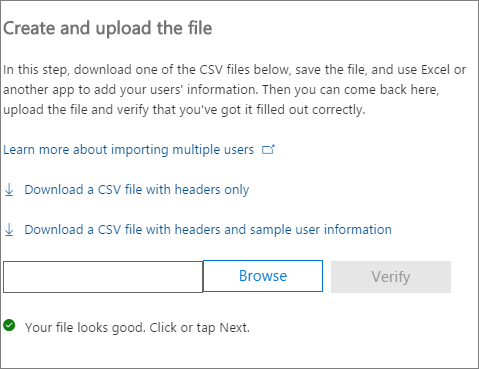 Create and upload the file
In this step, download one of the CSV files below, save the file, and use Excel or
another app to add your users' information. Then you can come back here,
upload the file and verify that you've got it filled out correctly.
Learn more about importing multiple users
Download a CSV file with headers only
Download a CSV file with headers and sample user information
Browse
Verify
Your file looks good. Click or tap Next.